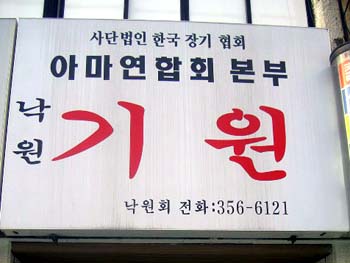 사단법인 한국 장기 협회
아마연합회 본부
낙원
기원
낙원회 전화:356-6121